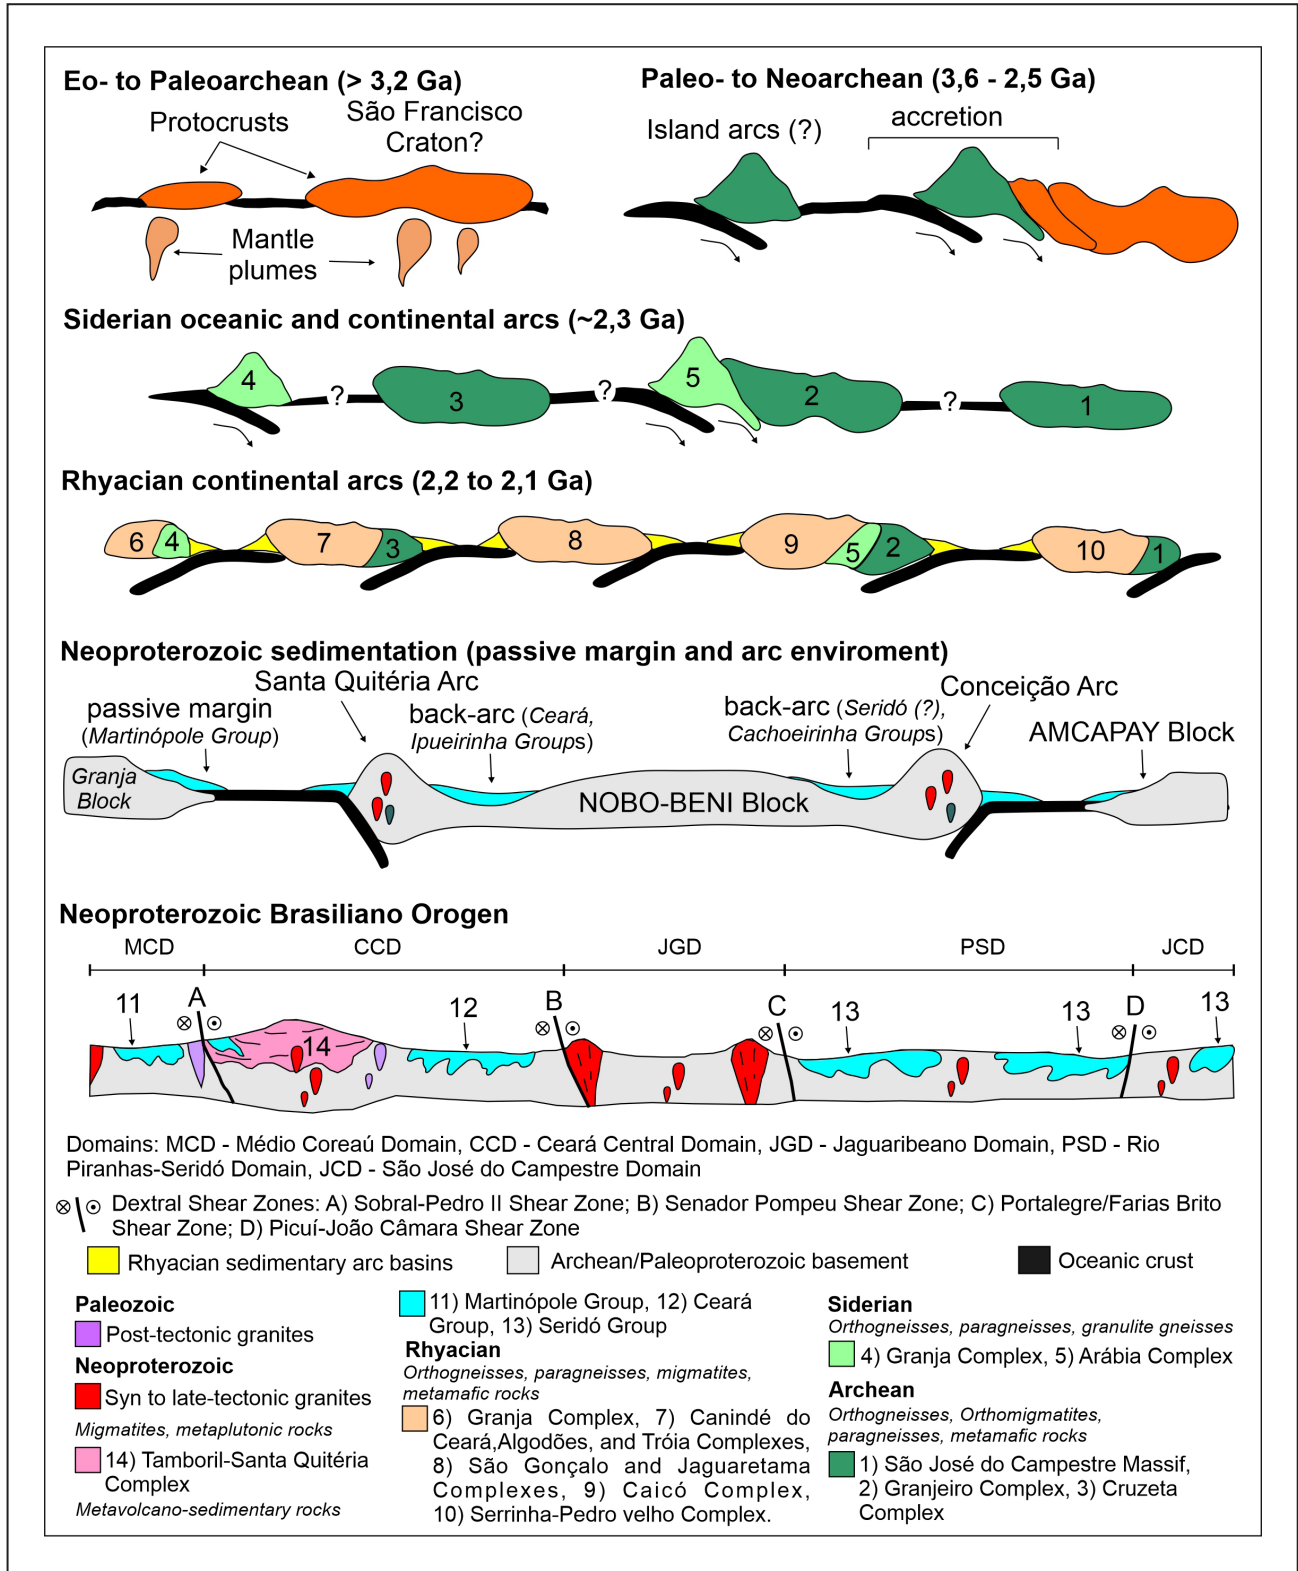 Eo- to Paleoarchean (> 3,2 Ga)
Protocrusts
São Francisco
Craton?
Mantle
plumes
Paleo- to Neoarchean (3,6 - 2,5 Ga)
Island arcs (?)
accretion
Siderian oceanic and continental arcs (~2,3 Ga)
4
?
3
?
5
2
?
1
Rhyacian continental arcs (2,2 to 2,1 Ga)
6
4
7
3
8
9
5
2
10
1
Neoproterozoic sedimentation (passive margin and arc enviroment)
Santa Quitéria Arc
Conceição Arc
passive margin
(Martinópole Group)
back-arc (Ceará,
Ipueirinha Groups)
back-arc (Seridó (?),
Cachoeirinha Groups)
AMCAPAY Block
Granja
Block
NOBO-BENI Block
Neoproterozoic Brasiliano Orogen
MCD
CCD
JGD
PSD
JCD
11
A
14
12
B
C
13
13
D
13
Domains: MCD - Médio Coreaú Domain, CCD - Ceará Central Domain, JGD - Jaguaribeano Domain, PSD - Rio
Piranhas-Seridó Domain, JCD - São José do Campestre Domain
Dextral Shear Zones: A) Sobral-Pedro II Shear Zone; B) Senador Pompeu Shear Zone; C) Portalegre/Farias Brito
Shear Zone; D) Picuí-João Câmara Shear Zone
Rhyacian sedimentary arc basins
Archean/Paleoproterozoic basement
Oceanic crust
Paleozoic
Post-tectonic granites
Neoproterozoic
Syn to late-tectonic granites
Migmatites, metaplutonic rocks
14) Tamboril-Santa Quitéria
Complex
Metavolcano-sedimentary rocks
11) Martinópole Group, 12) Ceará
Group, 13) Seridó Group
Rhyacian
Orthogneisses, paragneisses, migmatites,
metamafic rocks
6) Granja Complex, 7) Canindé do
Ceará,Algodões, and Tróia Complexes,
8) São Gonçalo and Jaguaretama
Complexes, 9) Caicó Complex,
10) Serrinha-Pedro velho Complex.
Siderian
Orthogneisses, paragneisses, granulite gneisses
4) Granja Complex, 5) Arábia Complex
Archean
Orthogneisses, Orthomigmatites,
paragneisses, metamafic rocks
1) São José do Campestre Massif,
2) Granjeiro Complex, 3) Cruzeta
Complex